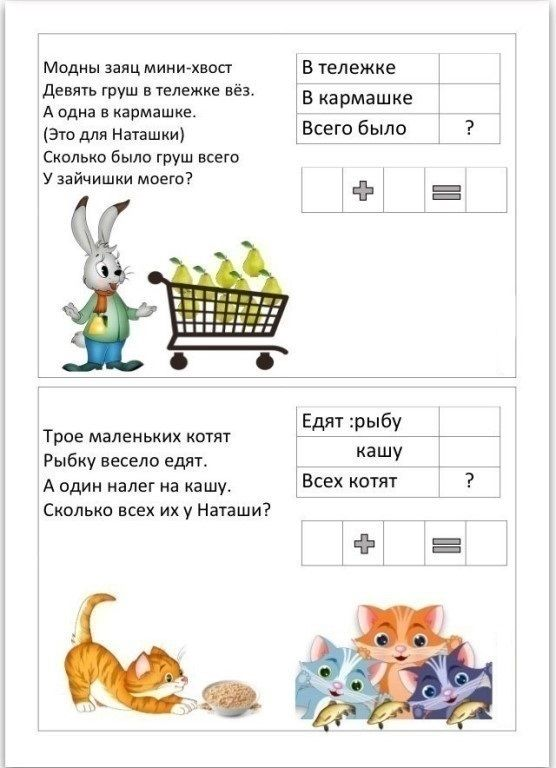 Модны заяц мини-хвост
Девять груш в тележке вёз.
А одна в кармашке.
(Это для Наташки)
Сколько было груш всего
У зайчишки моего?
В тележке
В кармашке
Всего было ?
+ =
Трое маленьких котят
Рыбку весело едят.
А один налег на кашу.
Сколько всех их у Наташи?
Едят :рыбу
кашу
Всех котят ?
+ =